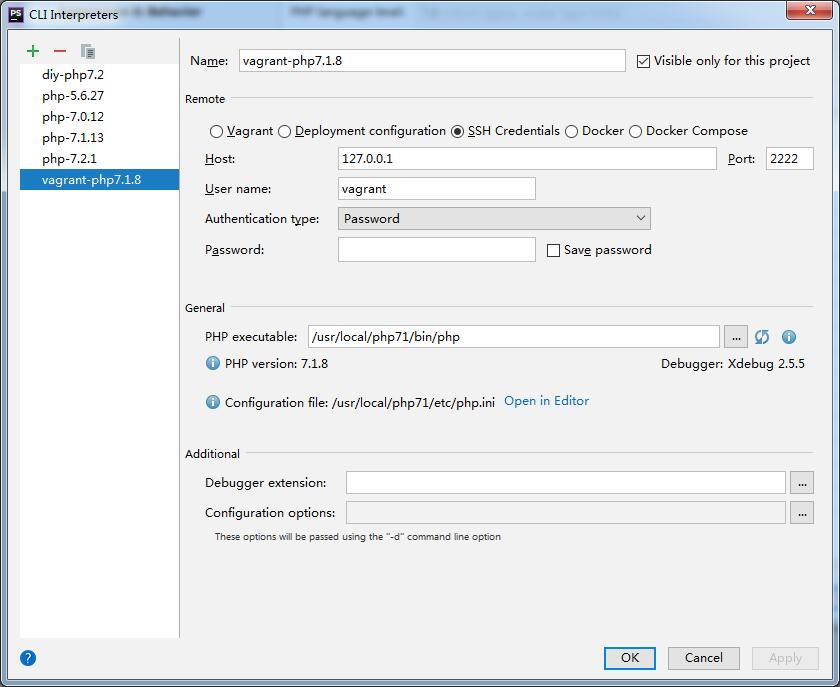 PS CLI Interpreters
diy-php7.2
php-5.6.27
php-7.0.12
php-7.1.13
php-7.2.1
vagrant-php7.1.8
Name: vagrant-php7.1.8 Visible only for this project
Remote
Vagrant Deployment configuration SSH Credentials Docker Docker Compose
Host: 127.0.0.1 Port: 2222
User name: vagrant
Authentication type: Password
Password: Save password
General
PHP executable: /usr/local/php71/bin/php ...
PHP version: 7.1.8 Debugger: Xdebug 2.5.5
Configuration file: /usr/local/php71/etc/php.ini Open in Editor
Additional
Debugger extension: ...
Configuration options: ...
These options will be passed using the "-d" command line option
? OK Cancel Apply